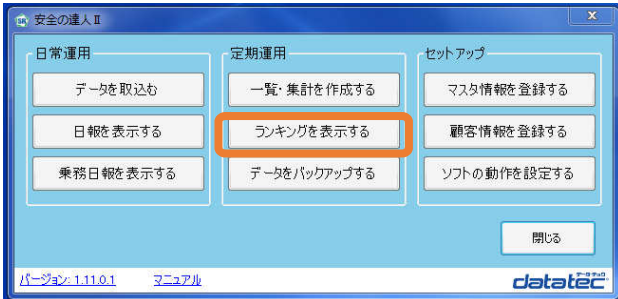 安全の達人Ⅱ
日常運用
データを取込む
日報を表示する
乗務日報を表示する
定期運用
一覧・集計を作成する
ランキングを表示する
データをバックアップする
セットアップ
マスタ情報を登録する
顧客情報を登録する
ソフトの動作を設定する
閉じる
バージョン: 1.11.0.1 マニュアル
datatec